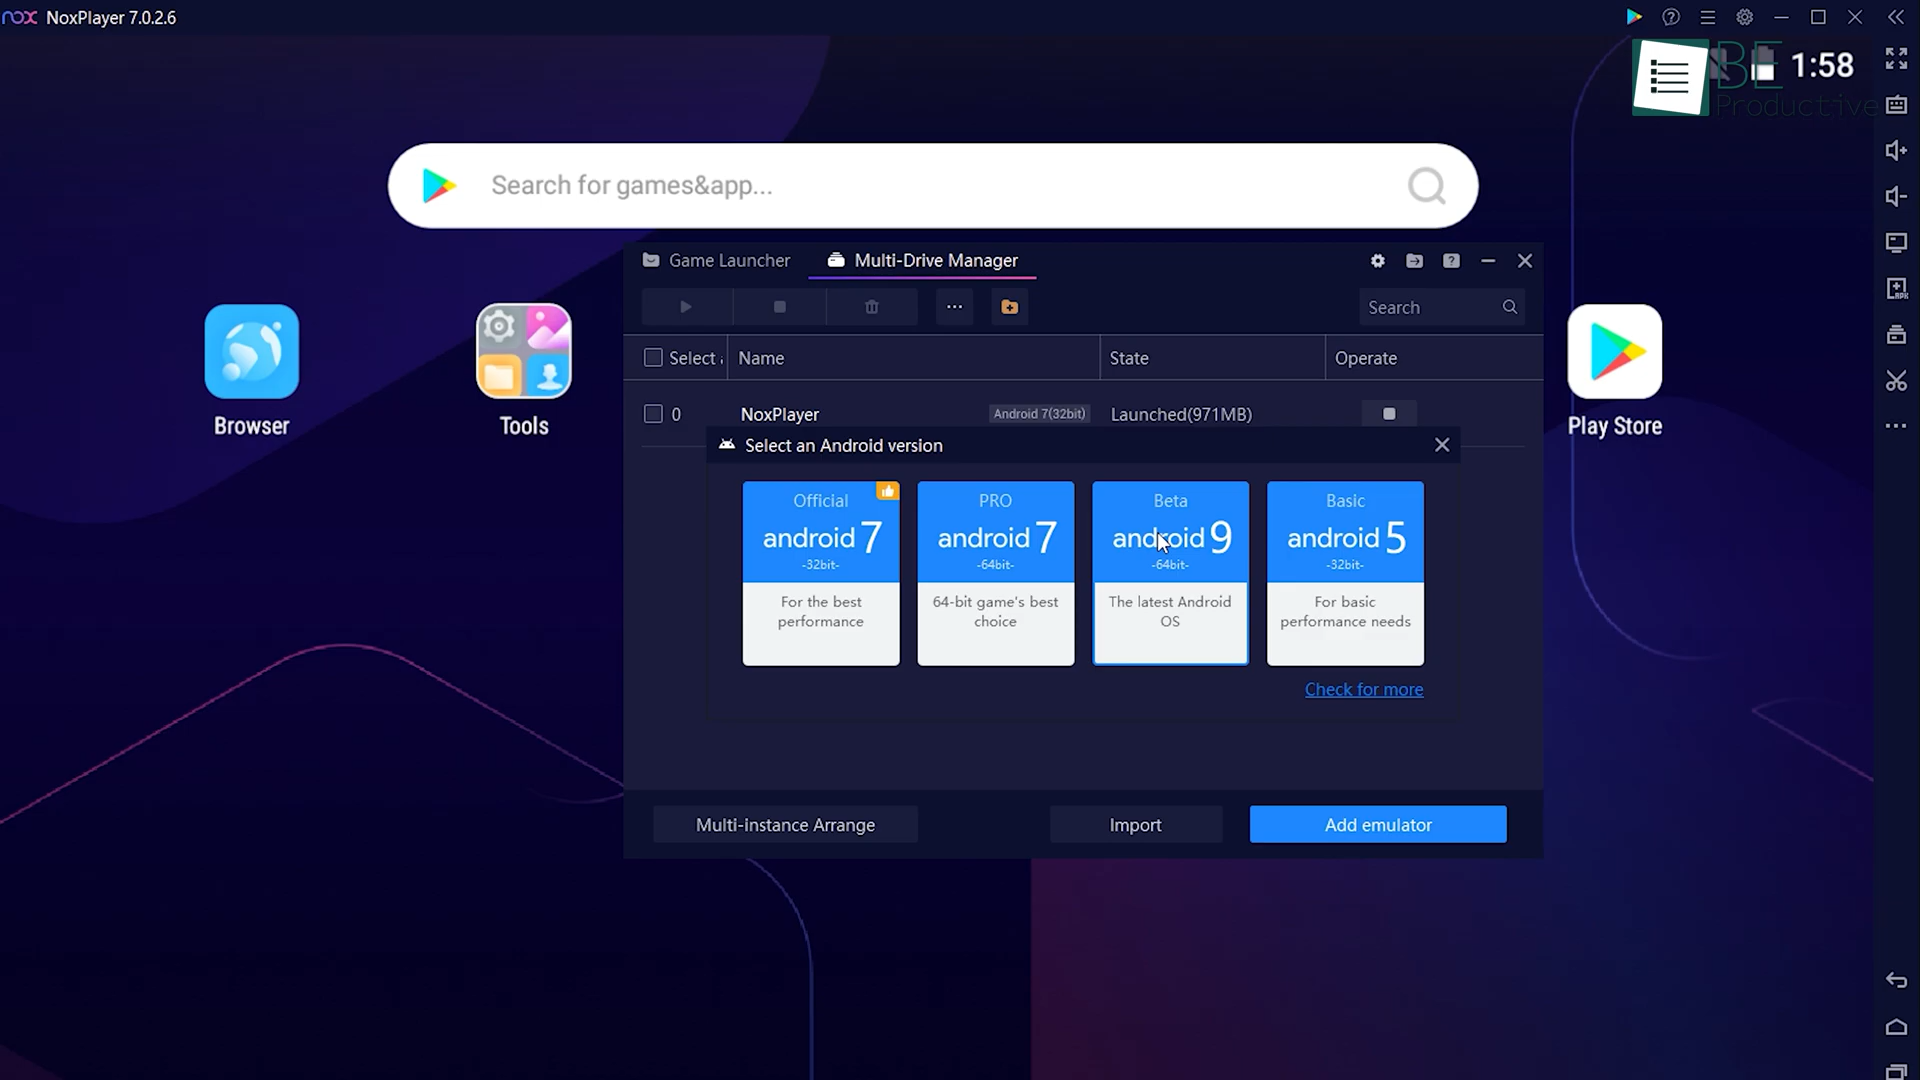 nox NoxPlayer 7.0.2.6
BE
1:58
Productive
Search for games&app...
Game Launcher
Multi-Drive Manager
Search
Select
Name
State
Operate
0
NoxPlayer
Android 7(32bit)
Launched(971MB)
Browser
Tools
Play Store
Select an Android version
Official
android 7
-32bit-
For the best
performance
PRO
android 7
-64bit-
64-bit game's best
choice
Beta
android 9
-64bit-
The latest Android
OS
Basic
android 5
-32bit-
For basic
performance needs
Check for more
Multi-instance Arrange
Import
Add emulator